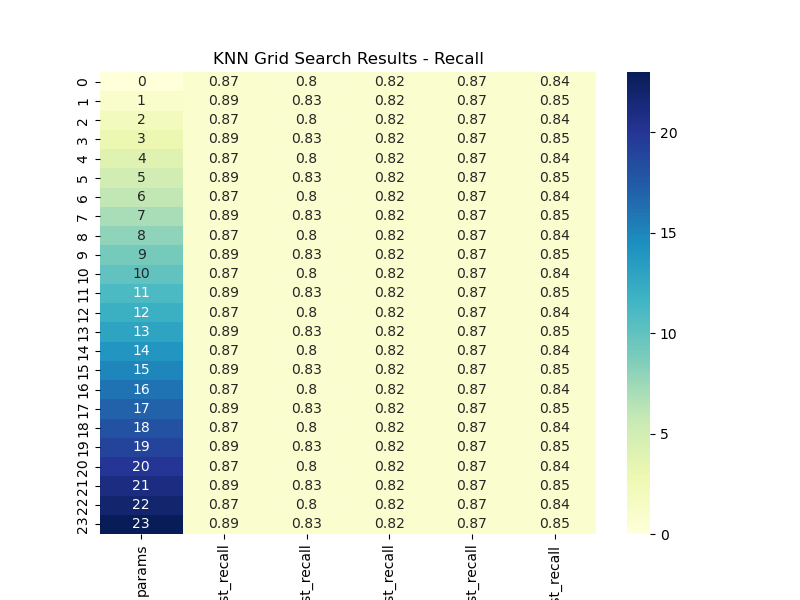 KNN Grid Search Results - Recall
0 0 0.87 0.8 0.82 0.87 0.84
1 1 0.89 0.83 0.82 0.87 0.85
2 2 0.87 0.8 0.82 0.87 0.84
3 3 0.89 0.83 0.82 0.87 0.85
4 4 0.87 0.8 0.82 0.87 0.84
5 5 0.89 0.83 0.82 0.87 0.85
6 6 0.87 0.8 0.82 0.87 0.84
7 7 0.89 0.83 0.82 0.87 0.85
8 8 0.87 0.8 0.82 0.87 0.84
9 9 0.89 0.83 0.82 0.87 0.85
10 10 0.87 0.8 0.82 0.87 0.84
11 11 0.89 0.83 0.82 0.87 0.85
12 12 0.87 0.8 0.82 0.87 0.84
13 13 0.89 0.83 0.82 0.87 0.85
14 14 0.87 0.8 0.82 0.87 0.84
15 15 0.89 0.83 0.82 0.87 0.85
16 16 0.87 0.8 0.82 0.87 0.84
17 17 0.89 0.83 0.82 0.87 0.85
18 18 0.87 0.8 0.82 0.87 0.84
19 19 0.89 0.83 0.82 0.87 0.85
20 20 0.87 0.8 0.82 0.87 0.84
21 21 0.89 0.83 0.82 0.87 0.85
22 22 0.87 0.8 0.82 0.87 0.84
23 23 0.89 0.83 0.82 0.87 0.85
params
st_recall
st_recall
st_recall
st_recall
st_recall
20
15
10
5
0